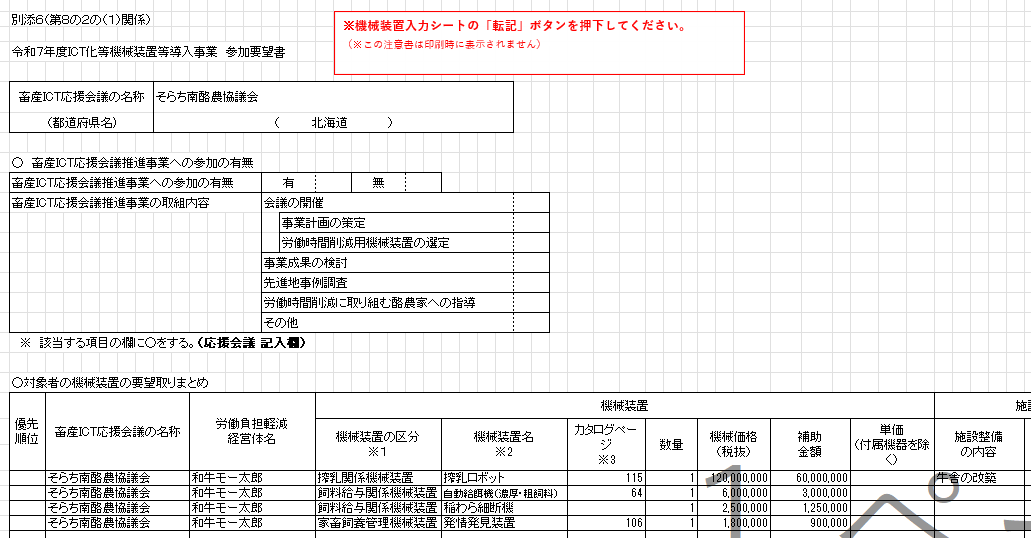 別添6(第8の2の(1)関係)
※機械装置入力シートの「転記」ボタンを押下してください。
(※この注意書は印刷時に表示されません)
令和7年度ICT化等機械装置等導入事業 参加要望書
畜産ICT応援会議の名称 そらち南酪農協議会
(都道府県名) ( 北海道 )
○ 畜産ICT応援会議推進事業への参加の有無
畜産ICT応援会議推進事業への参加の有無 有 無
畜産ICT応援会議推進事業の取組内容 会議の開催
事業計画の策定
労働時間削減用機械装置の選定
事業成果の検討
先進地事例調査
労働時間削減に取り組む酪農家への指導
その他
※ 該当する項目の欄に○をする。(応援会議 記入欄)
○対象者の機械装置の要望取りまとめ
優先順位 畜産ICT応援会議の名称 労働負担軽減経営体名 機械装置 施設
機械装置の区分※1 機械装置名※2 カタログページ※3 数量 機械価格(税抜) 補助金額 単価(付属機器を除く) 施設整備の内容
そらち南酪農協議会 和牛モー太郎 搾乳関係機械装置 搾乳ロボット 115 1 120,000,000 60,000,000 牛舎の改築
そらち南酪農協議会 和牛モー太郎 飼料給与関係機械装置 自動給餌機(濃厚・粗飼料) 64 1 6,000,000 3,000,000
そらち南酪農協議会 和牛モー太郎 飼料給与関係機械装置 稲わら細断機 1 2,500,000 1,250,000
そらち南酪農協議会 和牛モー太郎 家畜飼養管理機械装置 発情発見装置 106 1 1,800,000 900,000